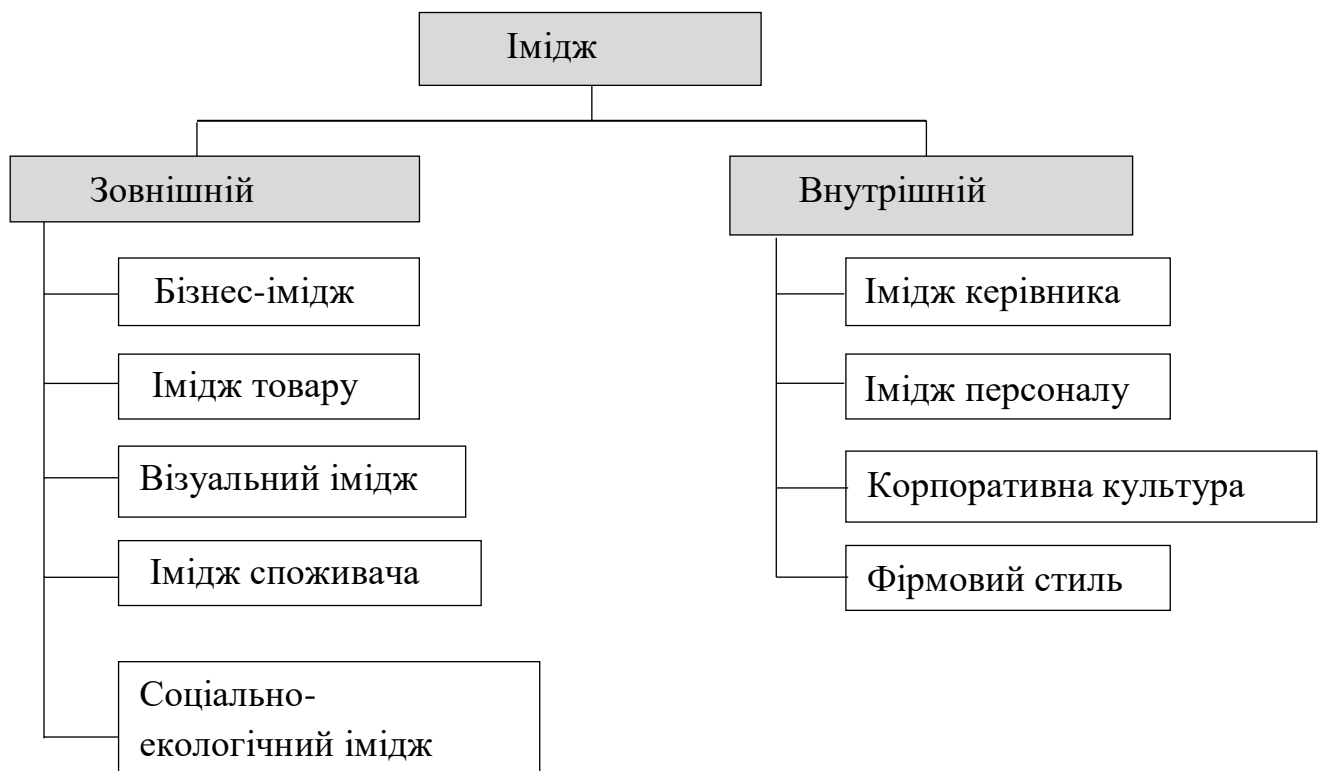 Імідж
Зовнішній
Бізнес-імідж
Імідж товару
Візуальний імідж
Імідж споживача
Соціально-
екологічний імідж
Внутрішній
Імідж керівника
Імідж персоналу
Корпоративна культура
Фірмовий стиль